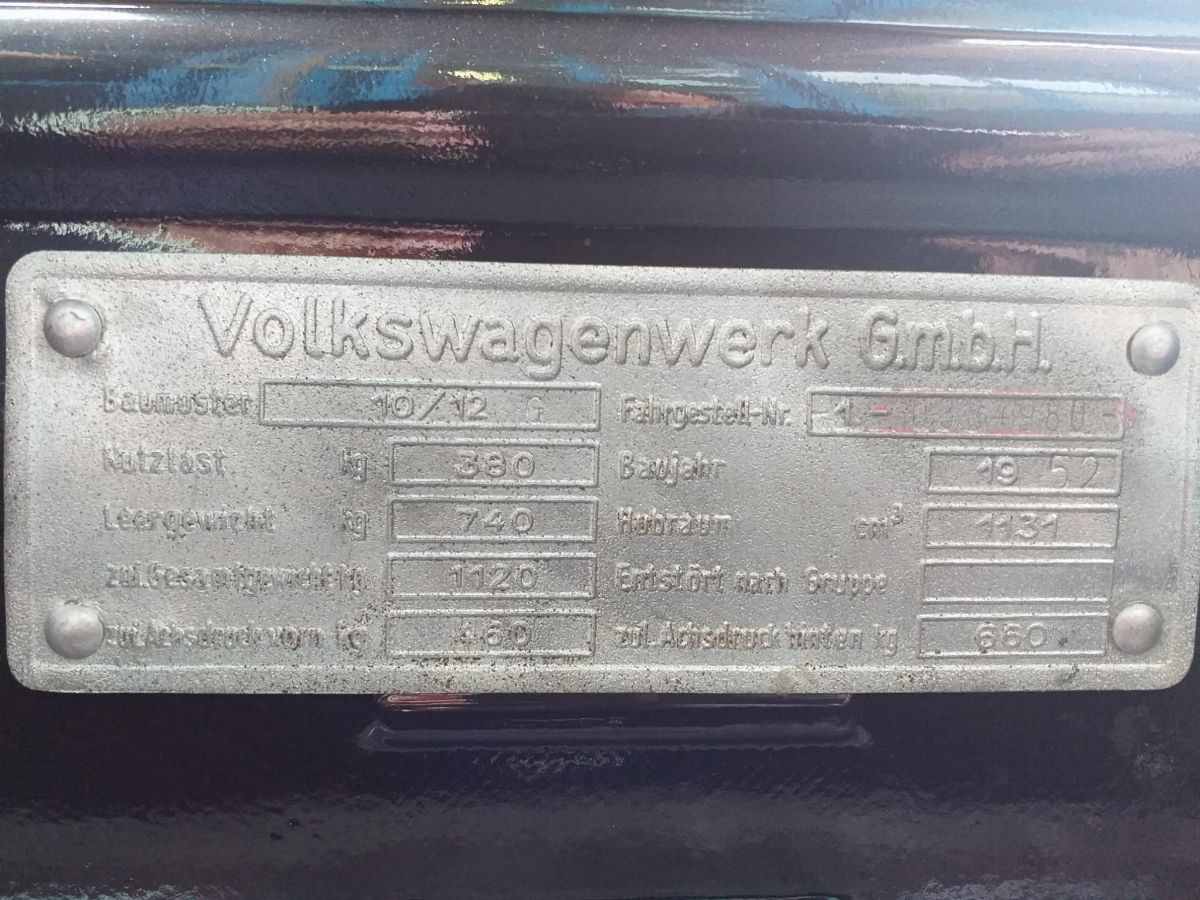 Volkswagenwerk G.m.b.H.
Baumuster 10/12 G Fahrgestell-Nr. -1-
Nutzlast kg 380 Baujahr 19 52
Leergewicht kg 740 Hubraum cm³ 1131
zul. Gesamtgewicht kg 1120 Entstört nach Gruppe
zul. Achsdruck vorn kg 460 zul. Achsdruck hinten kg 660